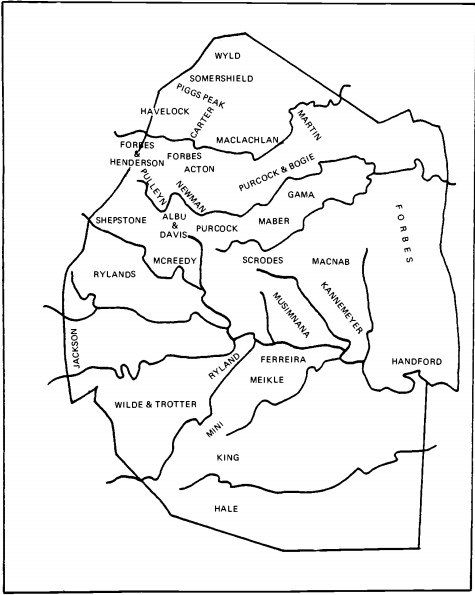 WYLD
SOMERSHIELD
PIGGS PEAK
HAVELOCK
CARTER
MARTIN
MACLACHLAN
FORBES
&
HENDERSON
FORBES
ACTON
PURCOCK & BOGIE
PULLEYN
NEWMAN
GAMA
FORBES
SHEPSTONE
ALBU
&
DAVIS
PURCOCK
MABER
MCREEDY
SCRODES
MACNAB
RYLANDS
MUSIMNANA
KANNEMEYER
JACKSON
RYLAND
FERREIRA
HANDFORD
MEIKLE
WILDE & TROTTER
MINI
KING
HALE